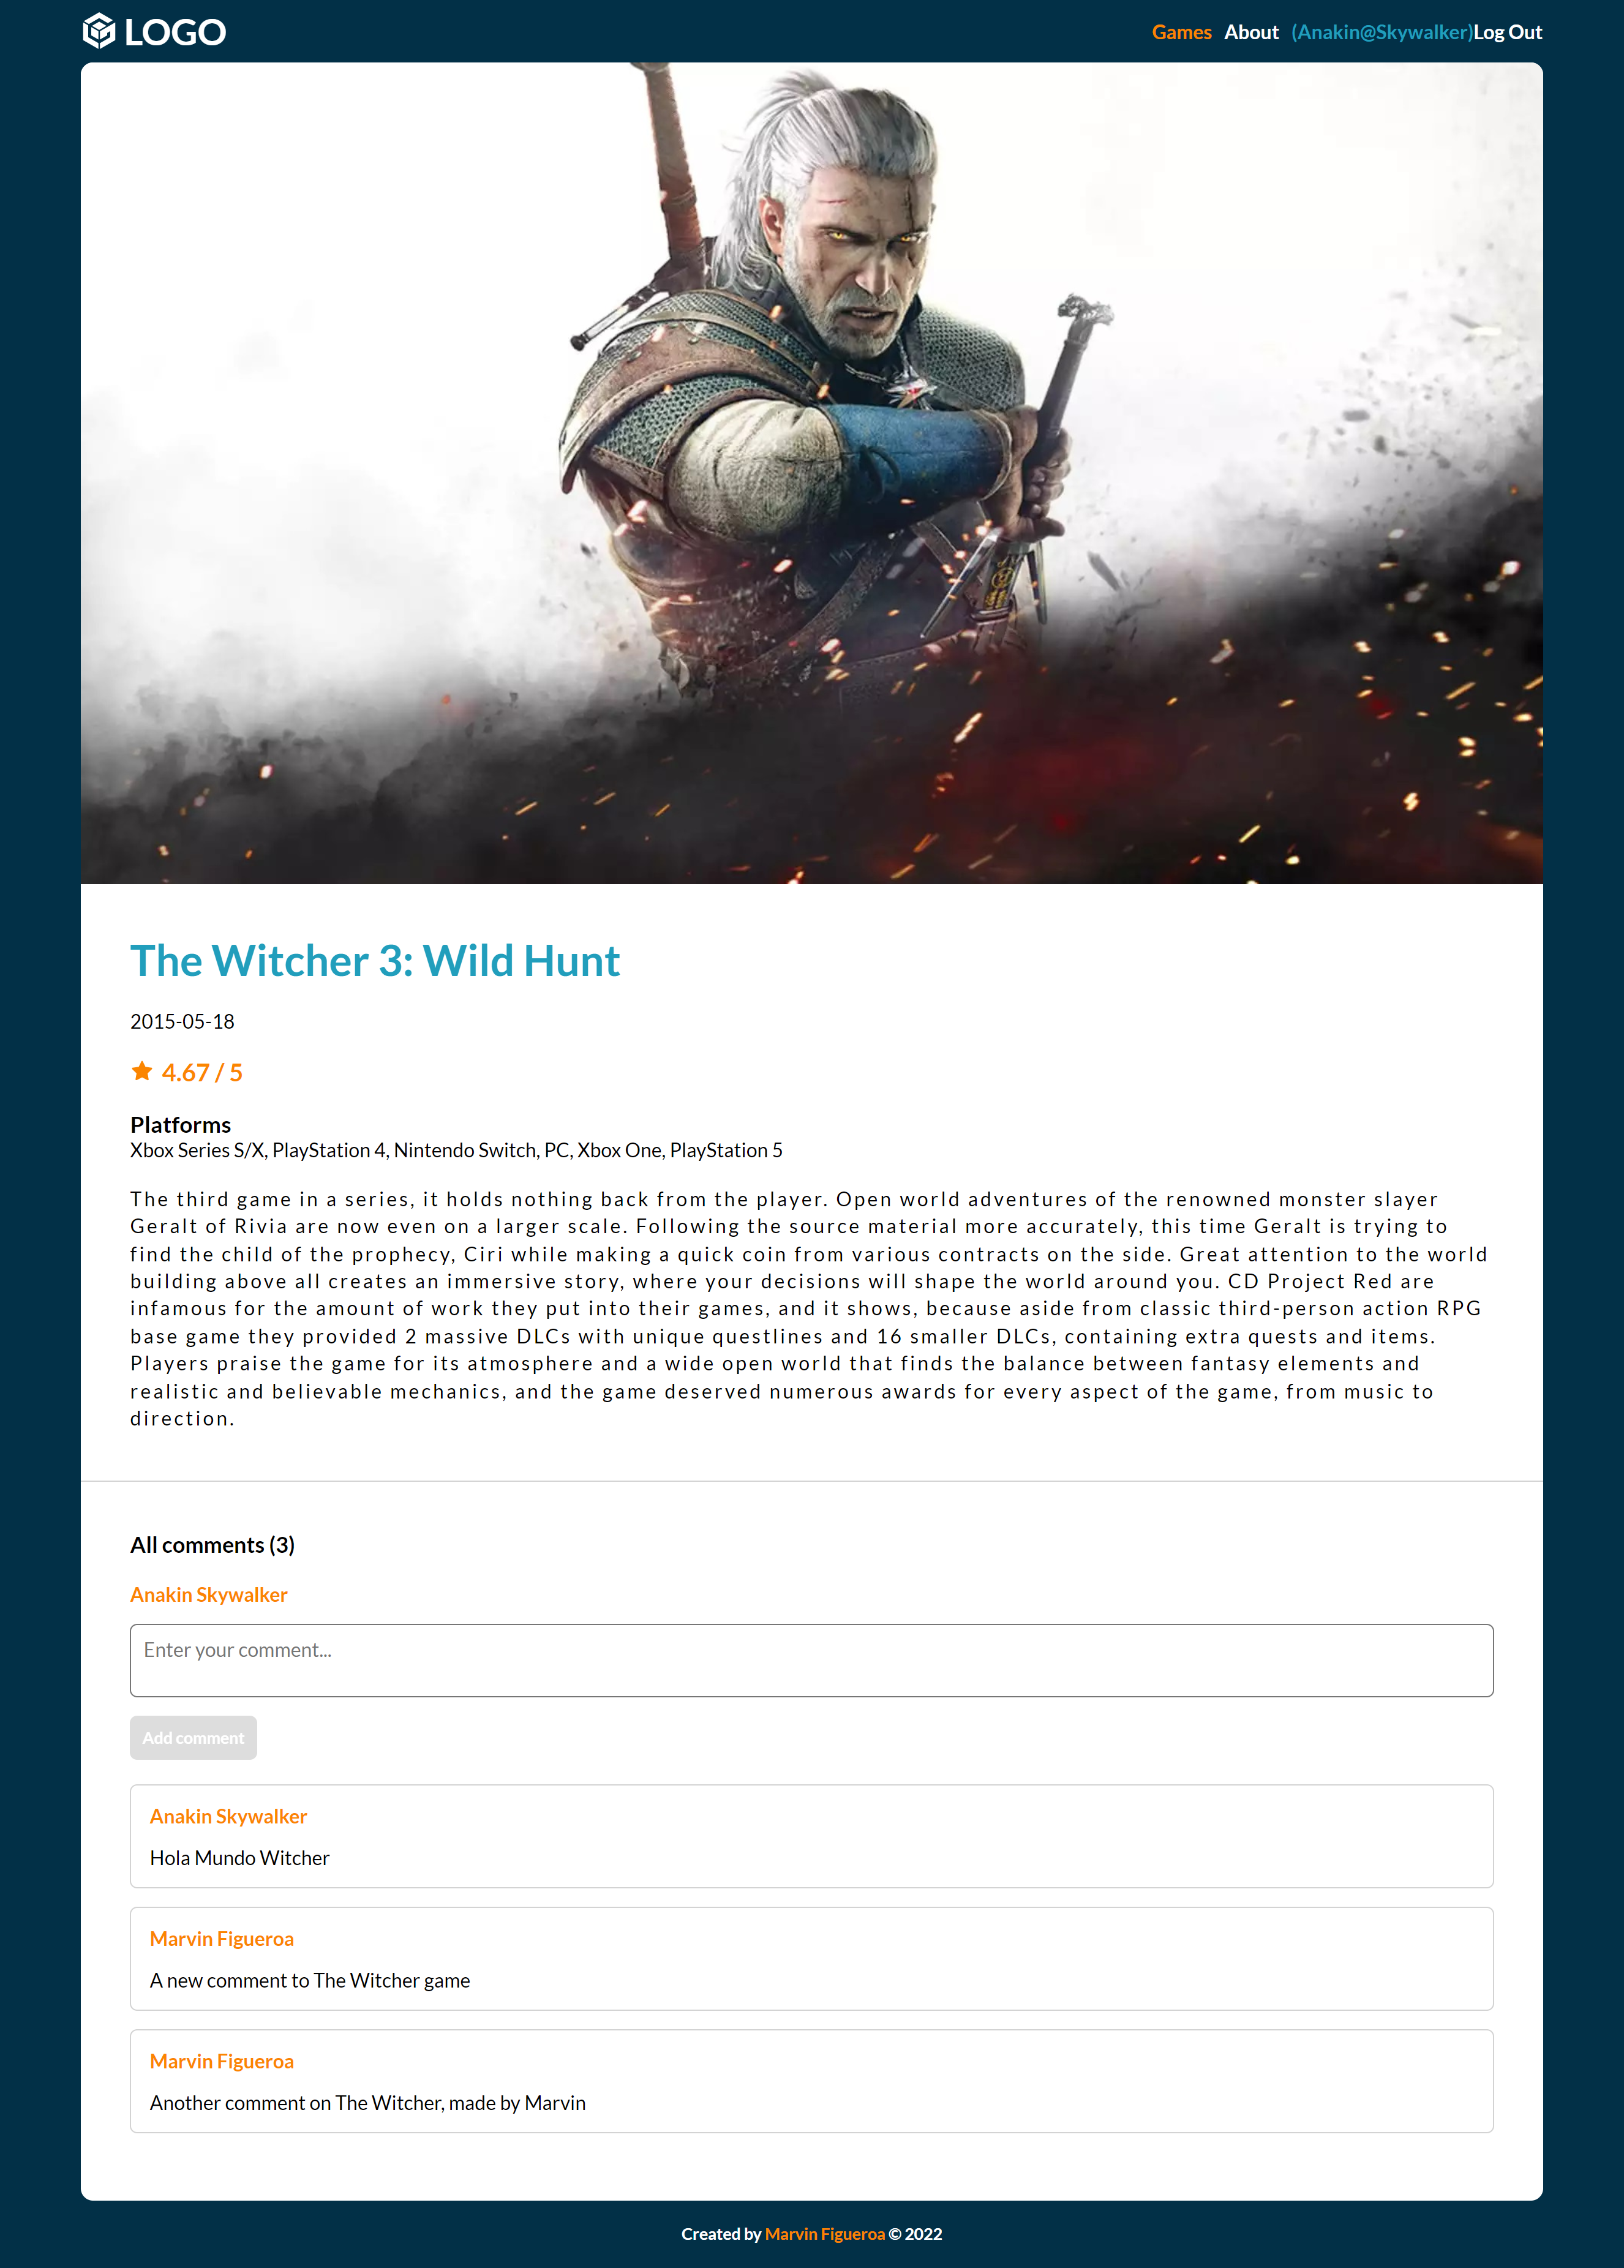 LOGO
Games About (Anakin@Skywalker)Log Out
The Witcher 3: Wild Hunt
2015-05-18
4.67 / 5
Platforms
Xbox Series S/X, PlayStation 4, Nintendo Switch, PC, Xbox One, PlayStation 5
The third game in a series, it holds nothing back from the player. Open world adventures of the renowned monster slayer
Geralt of Rivia are now even on a larger scale. Following the source material more accurately, this time Geralt is trying to
find the child of the prophecy, Ciri while making a quick coin from various contracts on the side. Great attention to the world
building above all creates an immersive story, where your decisions will shape the world around you. CD Project Red are
infamous for the amount of work they put into their games, and it shows, because aside from classic third-person action RPG
base game they provided 2 massive DLCs with unique questlines and 16 smaller DLCs, containing extra quests and items.
Players praise the game for its atmosphere and a wide open world that finds the balance between fantasy elements and
realistic and believable mechanics, and the game deserved numerous awards for every aspect of the game, from music to
direction.
All comments (3)
Anakin Skywalker
Enter your comment...
Add comment
Anakin Skywalker
Hola Mundo Witcher
Marvin Figueroa
A new comment to The Witcher game
Marvin Figueroa
Another comment on The Witcher, made by Marvin
Created by Marvin Figueroa © 2022